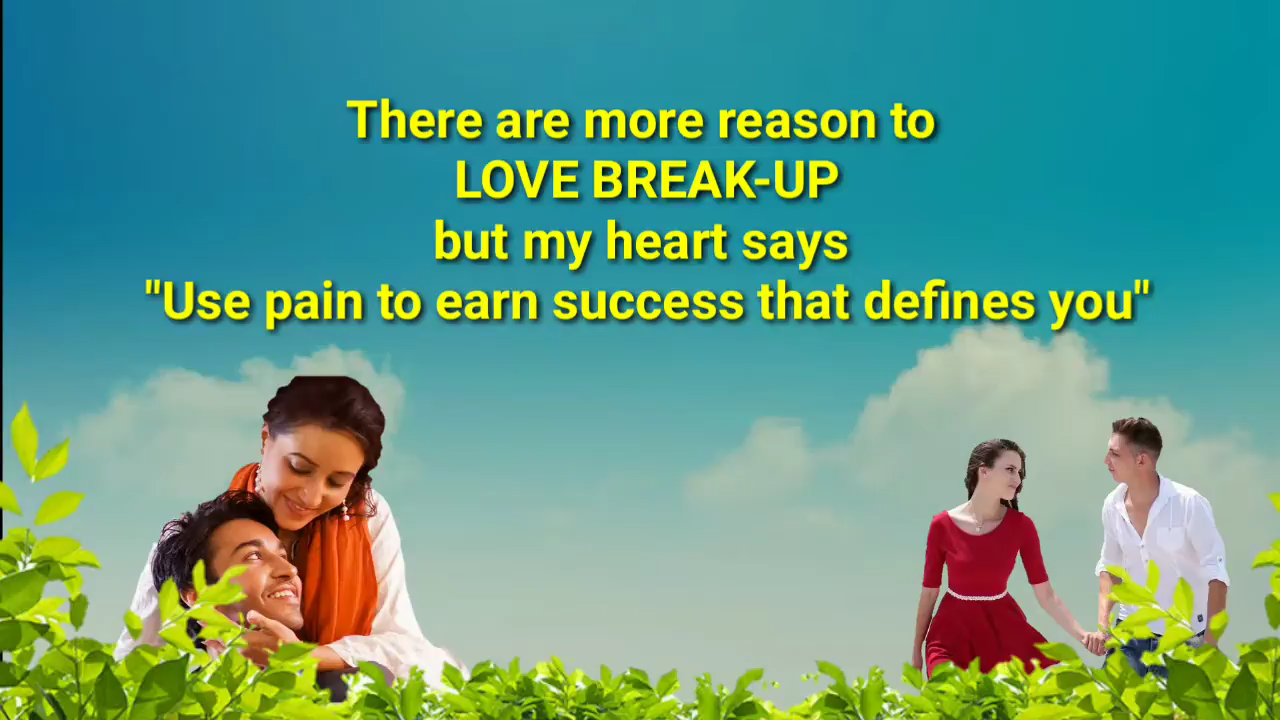 There are more reason to
LOVE BREAK-UP
but my heart says
"Use pain to earn success that defines you"